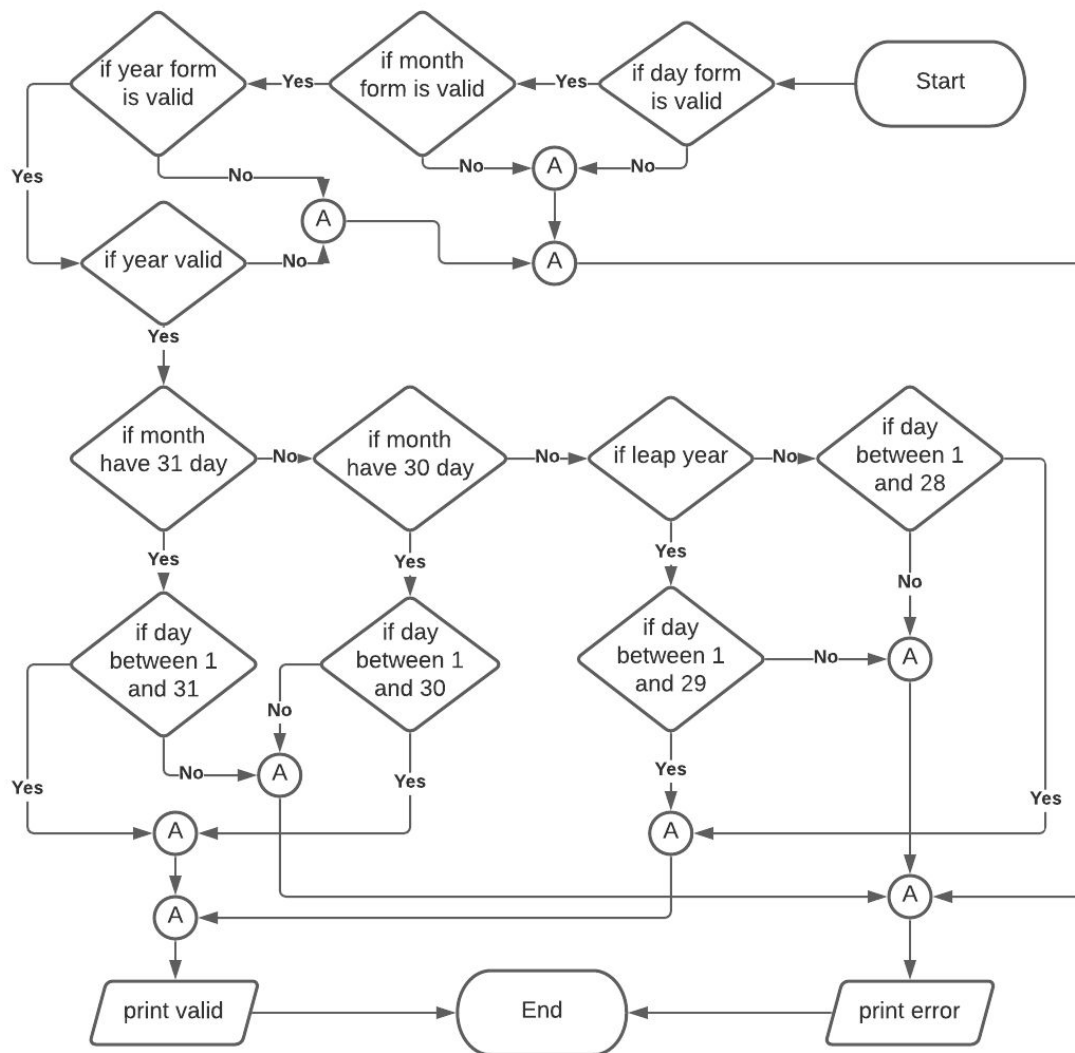 if year form
is valid
Yes
if month
form is valid
Yes
if day form
is valid
Start
Yes
No
No
A
No
A
if year valid
No
A
Yes
if month
have 31 day
No
if month
have 30 day
No
if leap year
No
if day
between 1
and 28
Yes
Yes
Yes
No
if day
between 1
and 31
if day
between 1
and 30
if day
between 1
and 29
No
A
No
Yes
No
A
Yes
Yes
Yes
A
A
A
A
print valid
End
print error